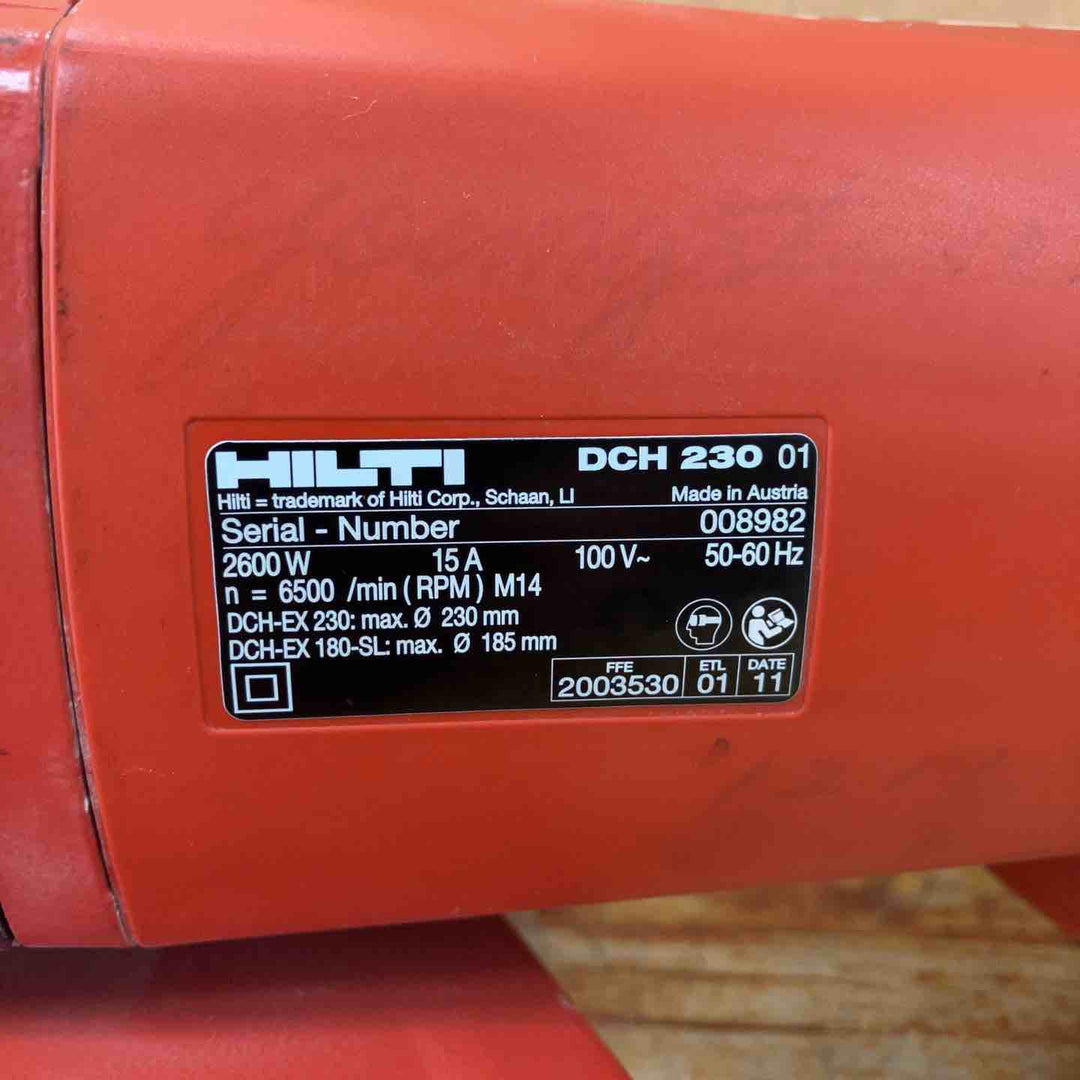 HILTI DCH 230 01
Hilti = trademark of Hilti Corp., Schaan, LI Made in Austria
Serial - Number 008982
2600 W 15 A 100 V~ 50-60 Hz
n = 6500 /min (RPM) M14
DCH-EX 230: max. Ø 230 mm
DCH-EX 180-SL: max. Ø 185 mm
FFE ETL DATE
2003530 01 11